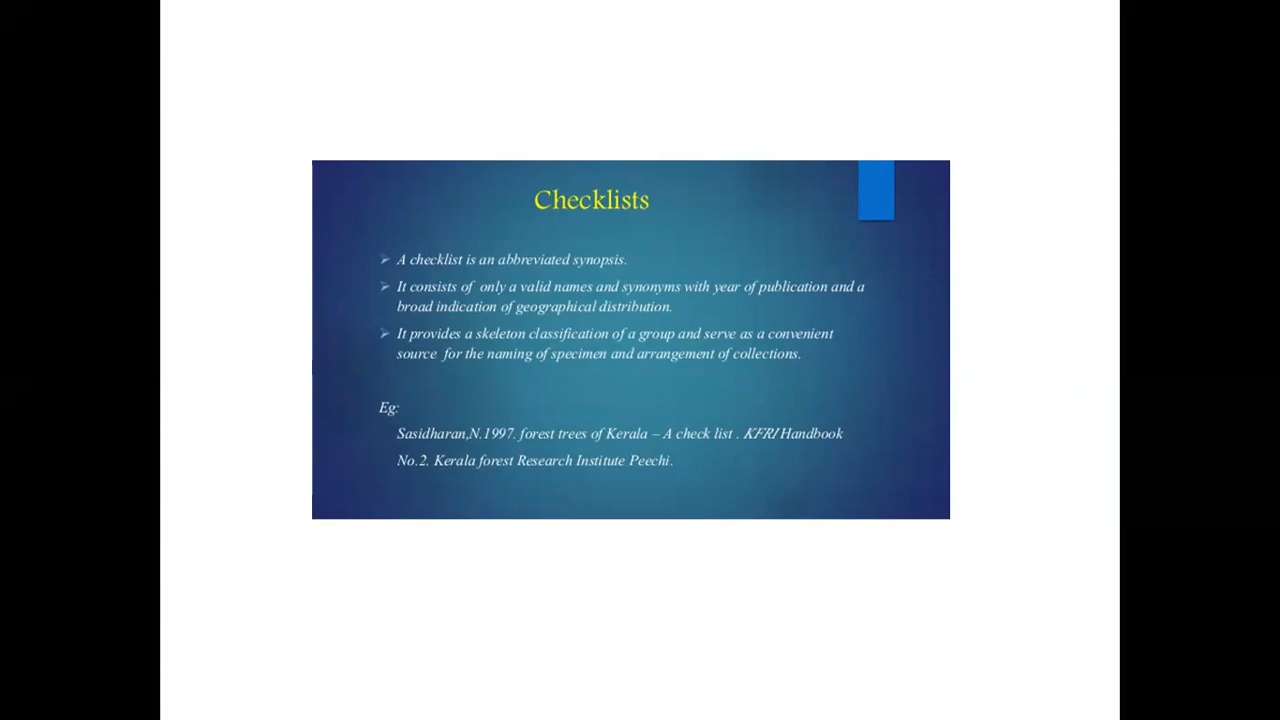 Checklists
A checklist is an abbreviated synopsis.
It consists of only a valid names and synonyms with year of publication and a
broad indication of geographical distribution.
It provides a skeleton classification of a group and serve as a convenient
source for the naming of specimen and arrangement of collections.
Eg:
Sasidharan,N.1997. forest trees of Kerala – A check list . KFRI Handbook
No.2. Kerala forest Research Institute Peechi.